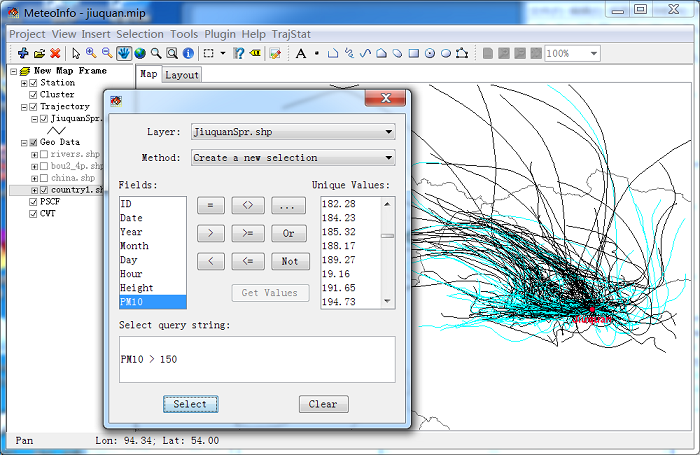 MeteoInfo - jiuquan.mip
Project View Insert Selection Tools Plugin Help TrajStat
A 100%
New Map Frame
Station
Cluster
Trajectory
JiuquanSpr.
Geo Data
rivers.shp
bou2_4p.shp
china.shp
country1.shp
PSCF
CWT
Map Layout
Layer: JiuquanSpr.shp
Method: Create a new selection
Fields: Unique Values:
ID
Date
Year
Month
Day
Hour
Height
PM10
= <> ...
> >= Or
< <= Not
Get Values
182.28
184.23
185.32
188.17
189.27
19.16
191.65
194.73
Select query string:
PM10 > 150
Select Clear
Pan Lon: 94.34; Lat: 54.00